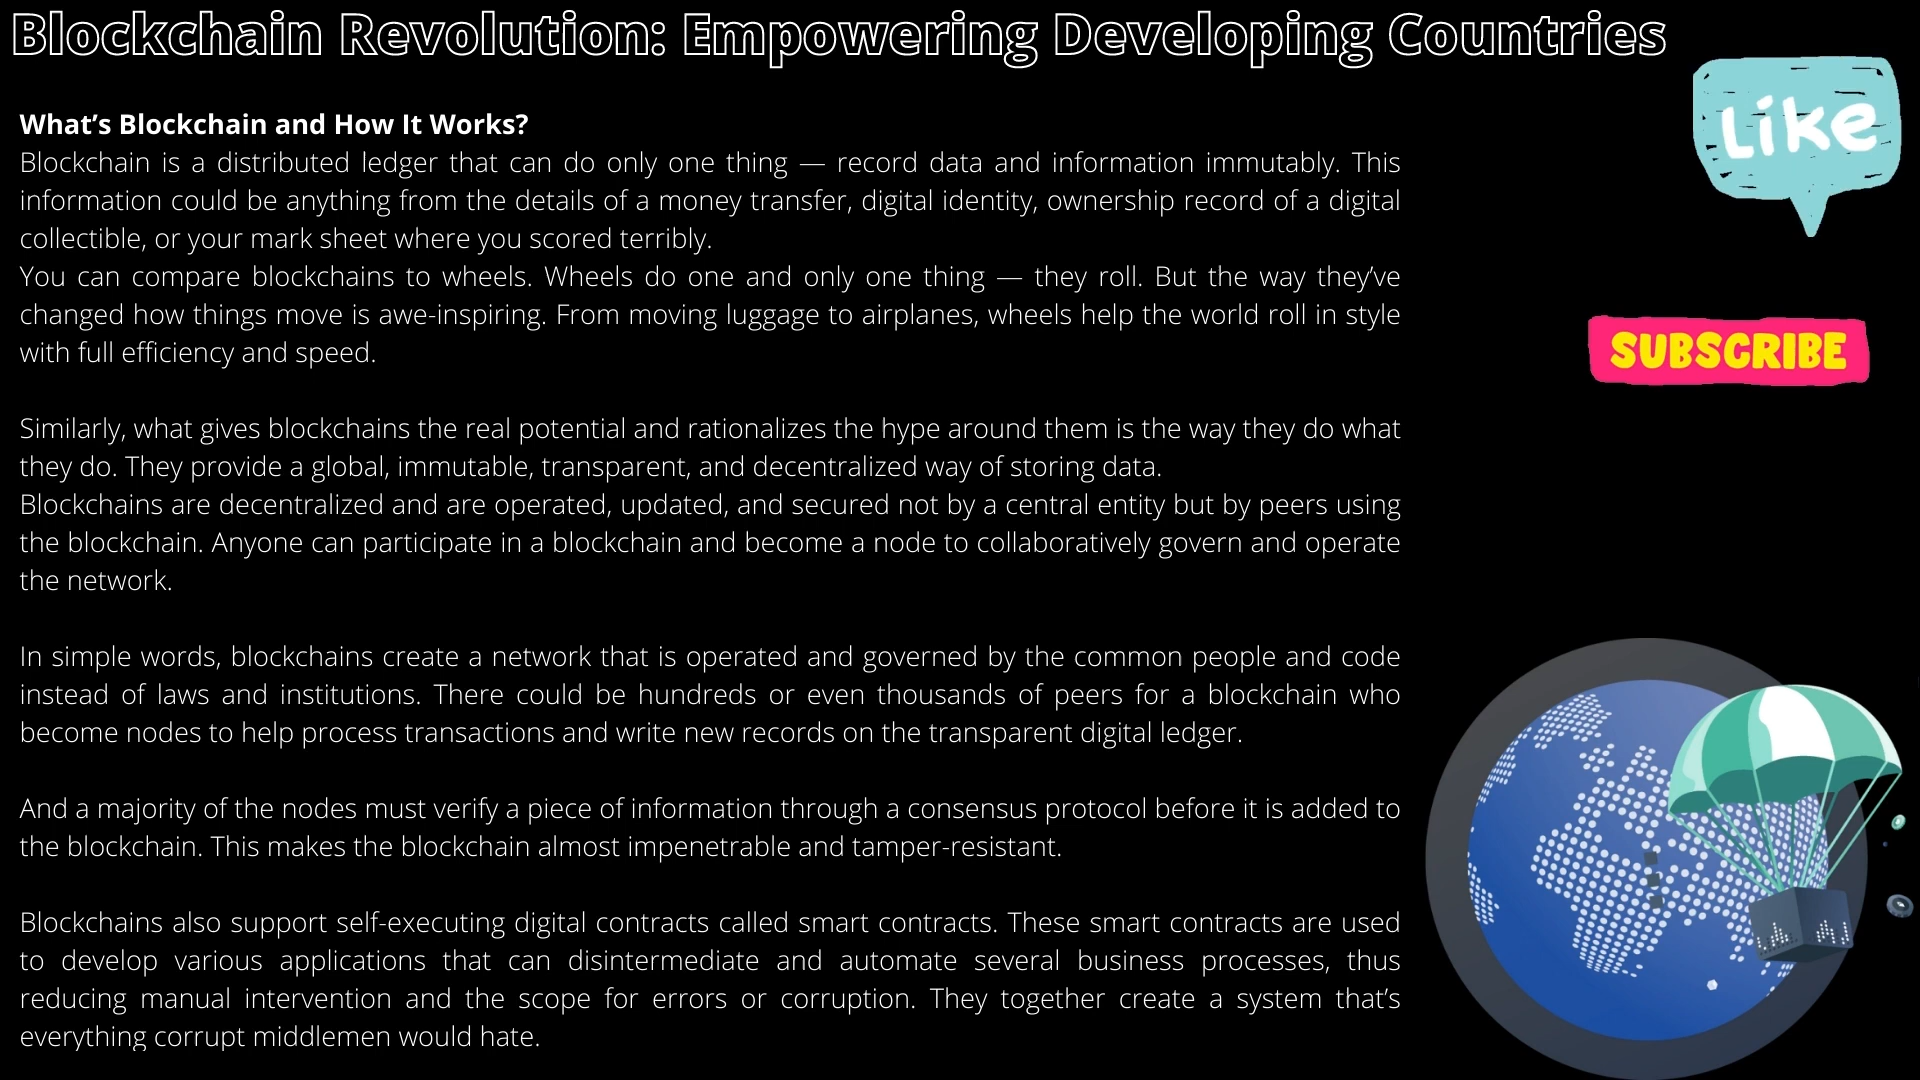 Blockchain Revolution: Empowering Developing Countries
Like
What’s Blockchain and How It Works?
Blockchain is a distributed ledger that can do only one thing — record data and information immutably. This
information could be anything from the details of a money transfer, digital identity, ownership record of a digital
collectible, or your mark sheet where you scored terribly.
You can compare blockchains to wheels. Wheels do one and only one thing — they roll. But the way they’ve
changed how things move is awe-inspiring. From moving luggage to airplanes, wheels help the world roll in style
with full efficiency and speed.
SUBSCRIBE
Similarly, what gives blockchains the real potential and rationalizes the hype around them is the way they do what
they do. They provide a global, immutable, transparent, and decentralized way of storing data.
Blockchains are decentralized and are operated, updated, and secured not by a central entity but by peers using
the blockchain. Anyone can participate in a blockchain and become a node to collaboratively govern and operate
the network.
In simple words, blockchains create a network that is operated and governed by the common people and code
instead of laws and institutions. There could be hundreds or even thousands of peers for a blockchain who
become nodes to help process transactions and write new records on the transparent digital ledger.
And a majority of the nodes must verify a piece of information through a consensus protocol before it is added to
the blockchain. This makes the blockchain almost impenetrable and tamper-resistant.
Blockchains also support self-executing digital contracts called smart contracts. These smart contracts are used
to develop various applications that can disintermediate and automate several business processes, thus
reducing manual intervention and the scope for errors or corruption. They together create a system that’s
everything corrupt middlemen would hate.